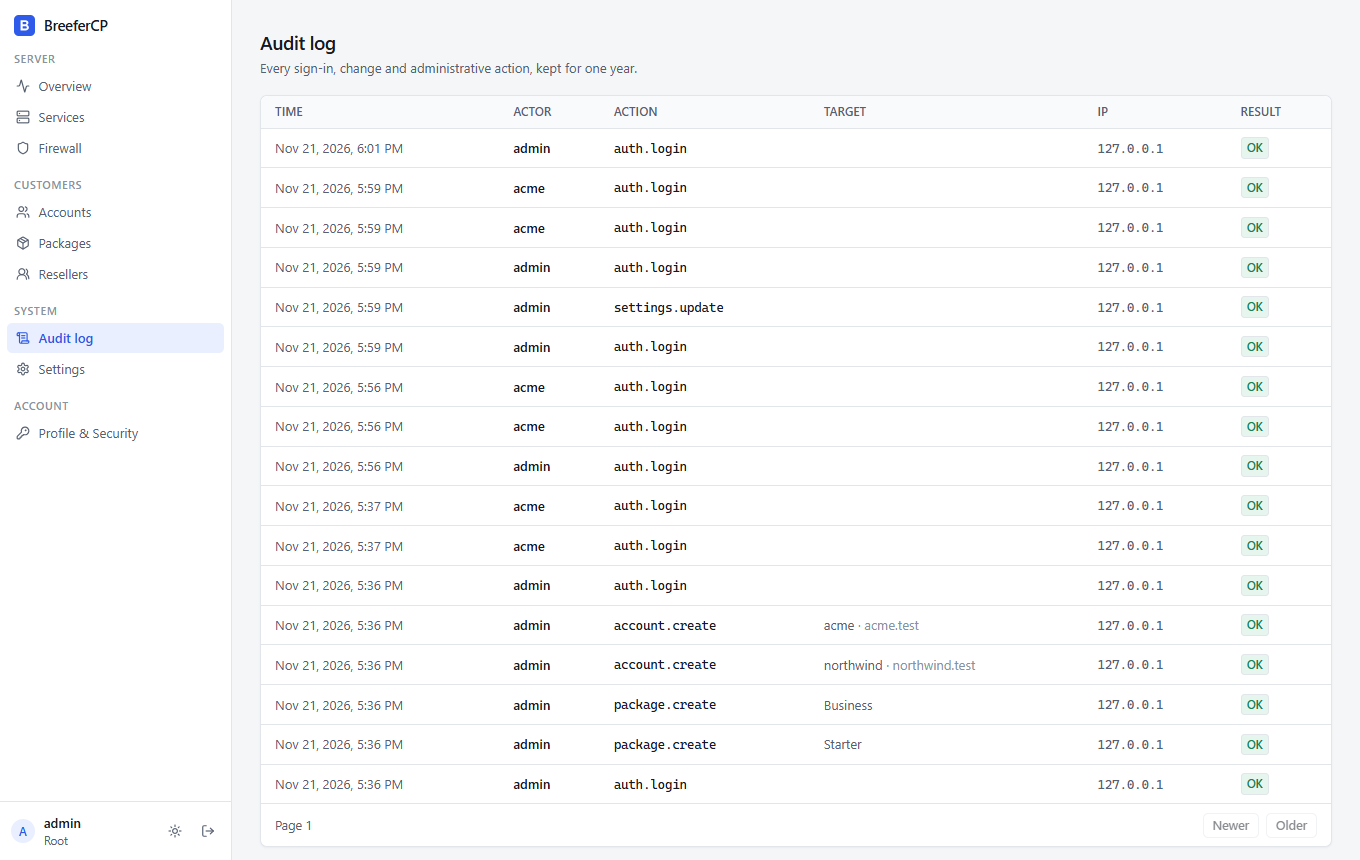 B BreeferCP
SERVER
Overview
Services
Firewall
CUSTOMERS
Accounts
Packages
Resellers
SYSTEM
Audit log
Settings
ACCOUNT
Profile & Security
A admin
Root
Audit log
Every sign-in, change and administrative action, kept for one year.
TIME ACTOR ACTION TARGET IP RESULT
Nov 21, 2026, 6:01 PM admin auth.login 127.0.0.1 OK
Nov 21, 2026, 5:59 PM acme auth.login 127.0.0.1 OK
Nov 21, 2026, 5:59 PM acme auth.login 127.0.0.1 OK
Nov 21, 2026, 5:59 PM admin auth.login 127.0.0.1 OK
Nov 21, 2026, 5:59 PM admin settings.update 127.0.0.1 OK
Nov 21, 2026, 5:59 PM admin auth.login 127.0.0.1 OK
Nov 21, 2026, 5:56 PM acme auth.login 127.0.0.1 OK
Nov 21, 2026, 5:56 PM acme auth.login 127.0.0.1 OK
Nov 21, 2026, 5:56 PM admin auth.login 127.0.0.1 OK
Nov 21, 2026, 5:37 PM acme auth.login 127.0.0.1 OK
Nov 21, 2026, 5:37 PM acme auth.login 127.0.0.1 OK
Nov 21, 2026, 5:36 PM admin auth.login 127.0.0.1 OK
Nov 21, 2026, 5:36 PM admin account.create acme · acme.test 127.0.0.1 OK
Nov 21, 2026, 5:36 PM admin account.create northwind · northwind.test 127.0.0.1 OK
Nov 21, 2026, 5:36 PM admin package.create Business 127.0.0.1 OK
Nov 21, 2026, 5:36 PM admin package.create Starter 127.0.0.1 OK
Nov 21, 2026, 5:36 PM admin auth.login 127.0.0.1 OK
Page 1 Newer Older